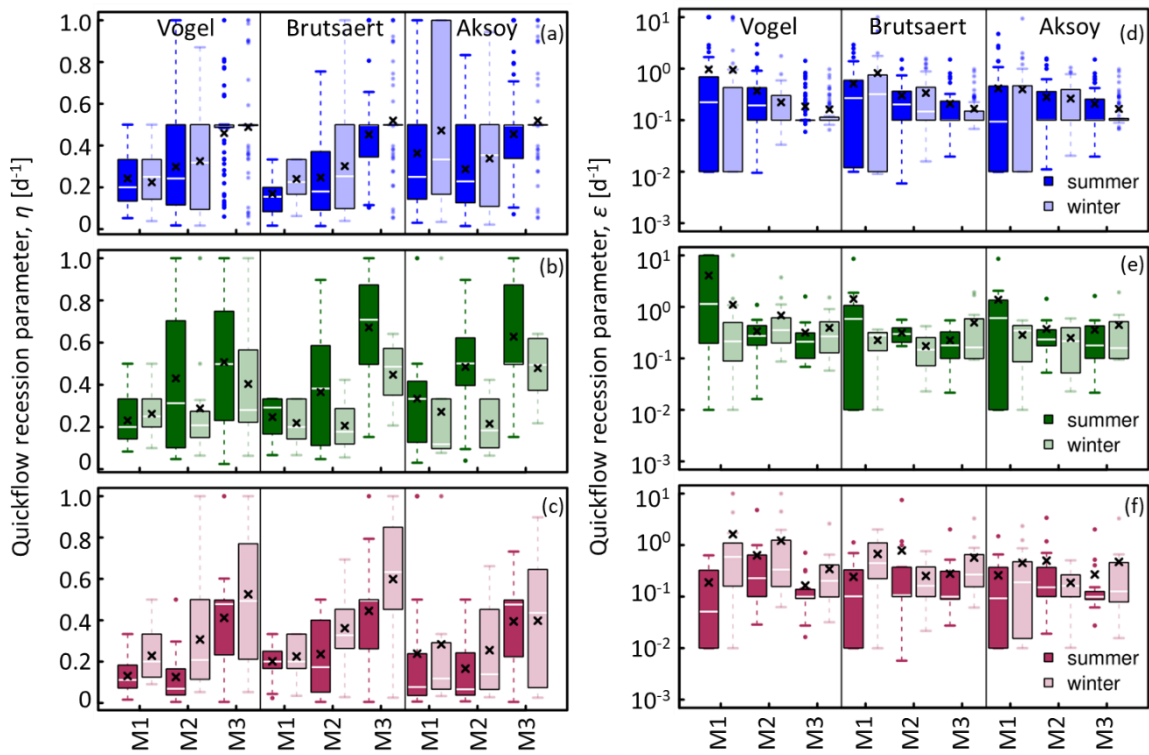 Vogel Brutsaert Aksoy
(a)
1.0
0.8
0.6
0.4
0.2
0
(b)
1.0
0.8
0.6
0.4
0.2
0
(c)
1.0
0.8
0.6
0.4
0.2
0
Quickflow recession parameter, η [d⁻¹]
M1 M2 M3 M1 M2 M3 M1 M2 M3
Vogel Brutsaert Aksoy
(d)
10¹
10⁰
10⁻¹
10⁻²
10⁻³
summer
winter
(e)
10¹
10⁰
10⁻¹
10⁻²
10⁻³
summer
winter
(f)
10¹
10⁰
10⁻¹
10⁻²
10⁻³
summer
winter
Quickflow recession parameter, ε [d⁻¹]
M1 M2 M3 M1 M2 M3 M1 M2 M3